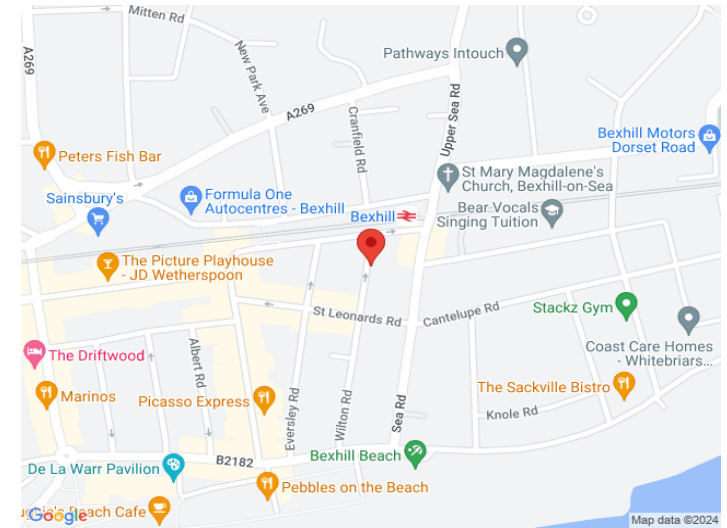 Mitten Rd
A269
New Park Ave
Pathways Intouch
A269
Cranfield Rd
Upper Sea Rd
Bexhill Motors
Dorset Road
Peters Fish Bar
St Mary Magdalene's
Church, Bexhill-on-Sea
Sainsbury's
Formula One
Autocentres - Bexhill
Bexhill
Bear Vocals
Singing Tuition
The Picture Playhouse
- JD Wetherspoon
St Leonards Rd
Cantelupe Rd
Stackz Gym
The Driftwood
Albert Rd
Coast Care Homes
- Whitebriars...
Marinos
Picasso Express
Eversley Rd
Wilton Rd
Sea Rd
The Sackville Bistro
Knole Rd
De La Warr Pavilion
B2182
Bexhill Beach
Pebbles on the Beach
Beach Cafe
Google
Map data ©2024